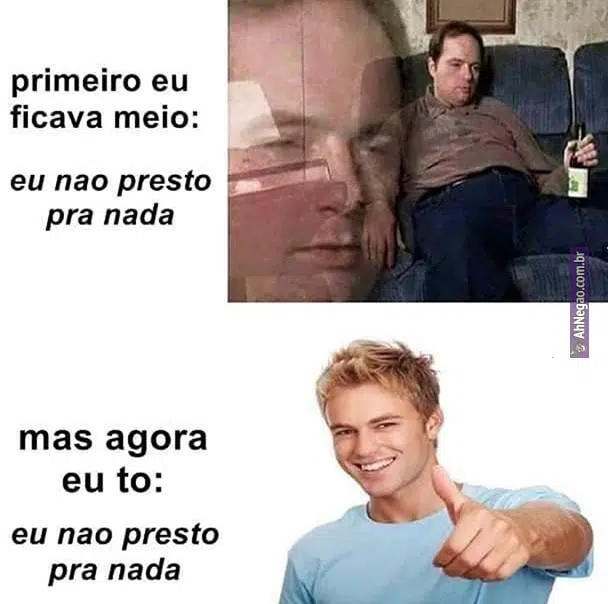 primeiro eu
ficava meio:
eu nao presto
pra nada
AhNegao.com.br
mas agora
eu to:
eu nao presto
pra nada